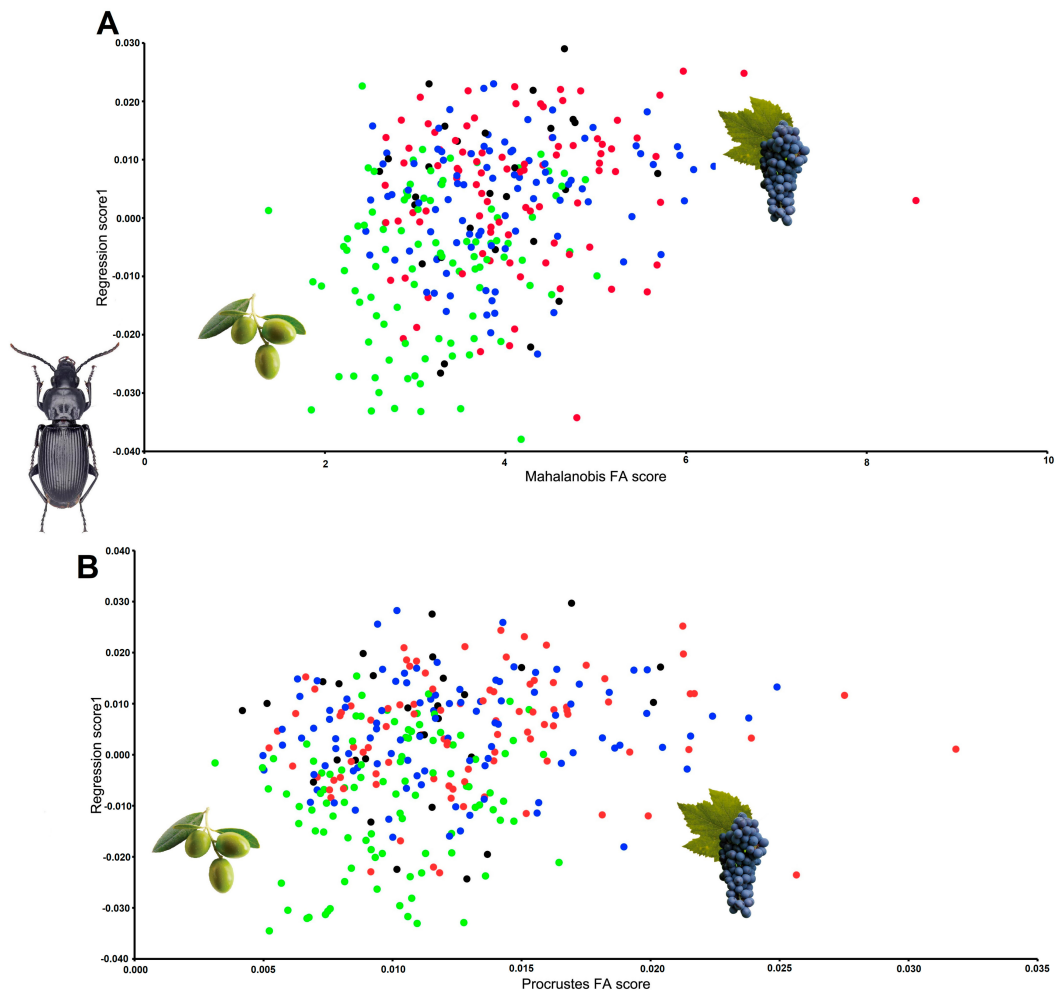 A
0.030
0.020
0.010
0.000
-0.010
-0.020
-0.030
-0.040
Regression score1
0 2 4 6 8 10
Mahalanobis FA score
B
0.040
0.030
0.020
0.010
0.000
-0.010
-0.020
-0.030
-0.040
Regression score1
0.000 0.005 0.010 0.015 0.020 0.025 0.030 0.035
Procrustes FA score